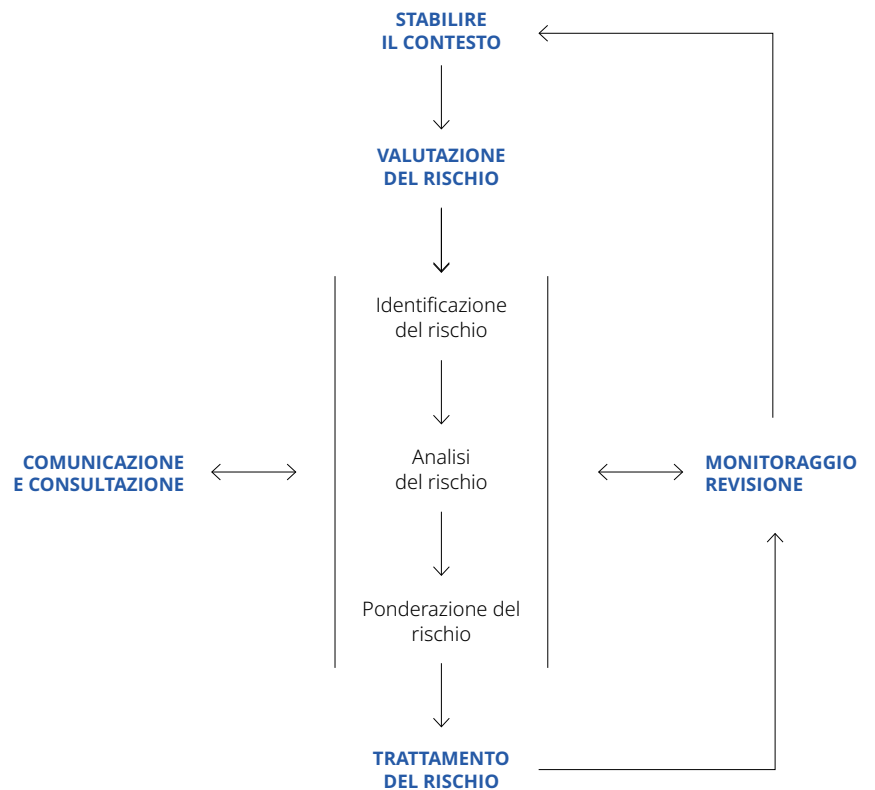 STABILIRE
IL CONTESTO
VALUTAZIONE
DEL RISCHIO
Identificazione
del rischio
COMUNICAZIONE
E CONSULTAZIONE
Analisi
del rischio
MONITORAGGIO
REVISIONE
Ponderazione del
rischio
TRATTAMENTO
DEL RISCHIO